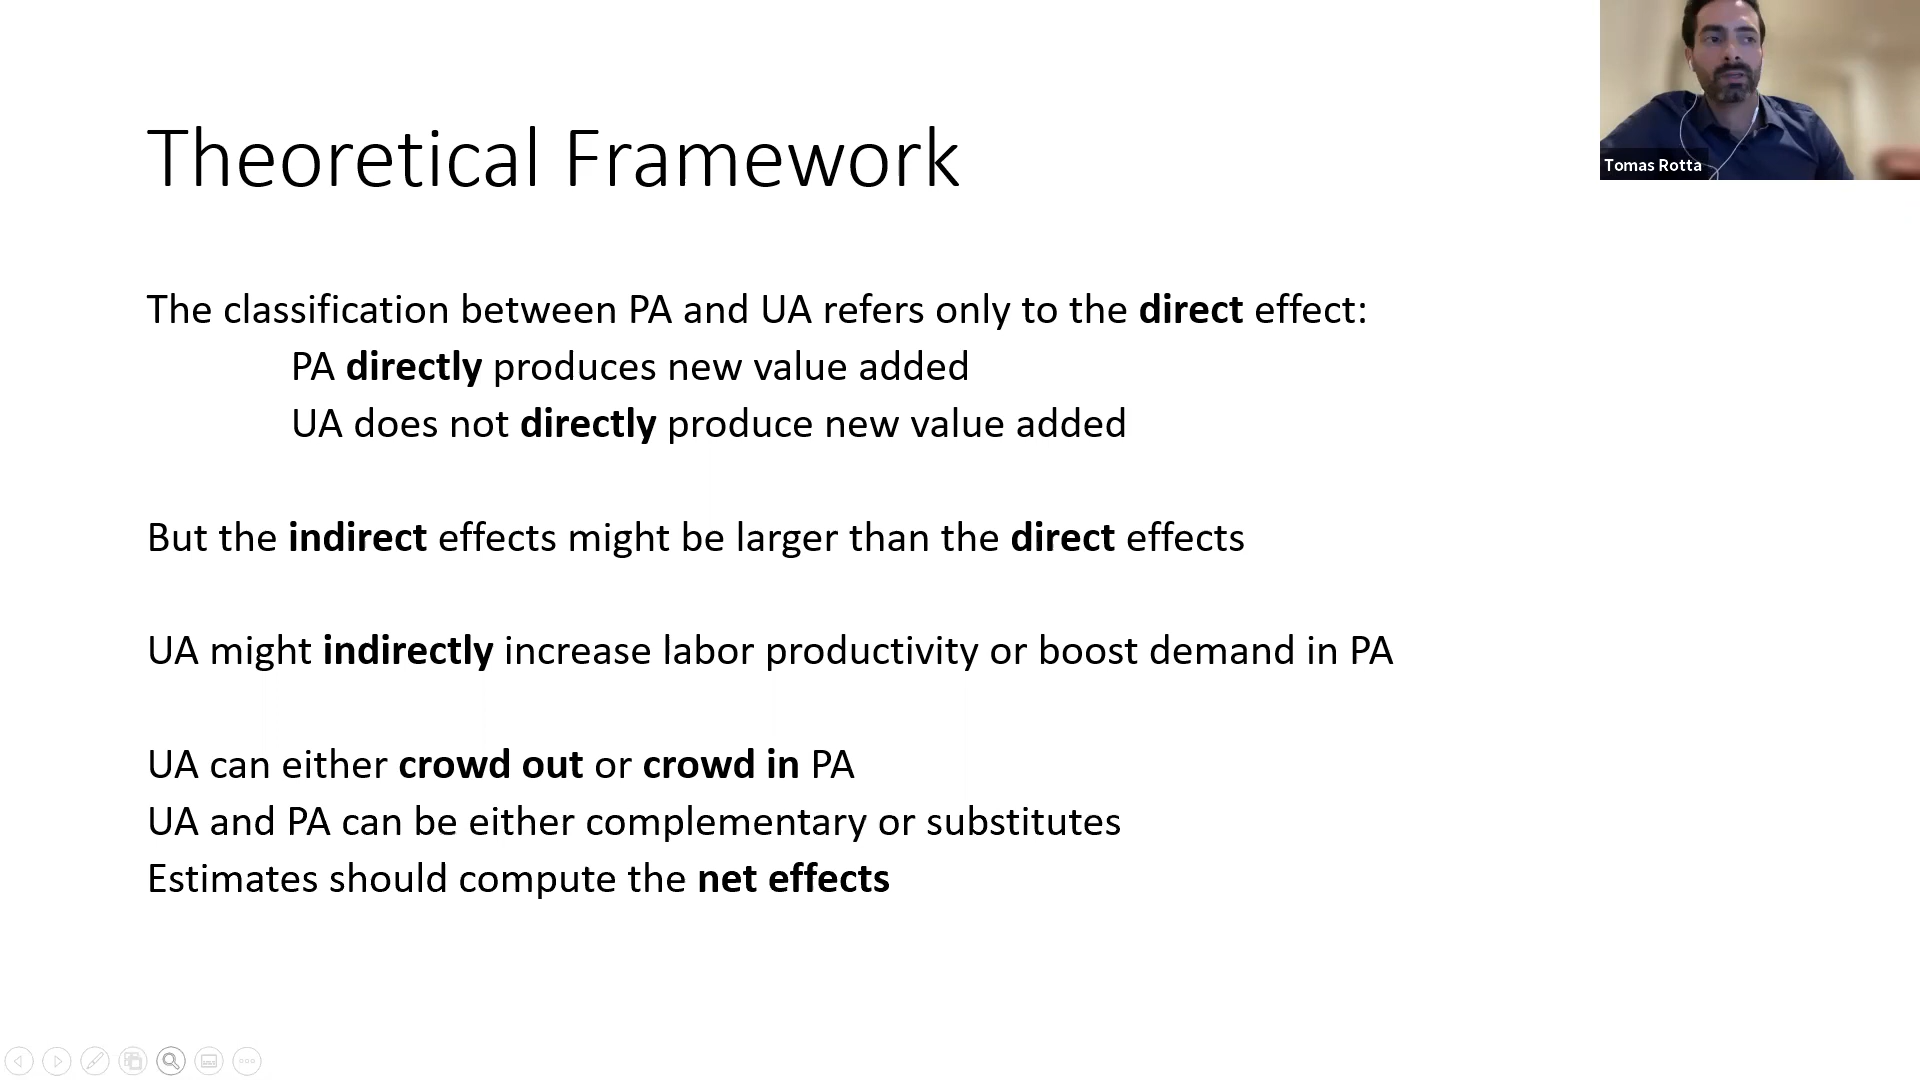 Theoretical Framework
Tomas Rotta
The classification between PA and UA refers only to the direct effect:
PA directly produces new value added
UA does not directly produce new value added
But the indirect effects might be larger than the direct effects
UA might indirectly increase labor productivity or boost demand in PA
UA can either crowd out or crowd in PA
UA and PA can be either complementary or substitutes
Estimates should compute the net effects